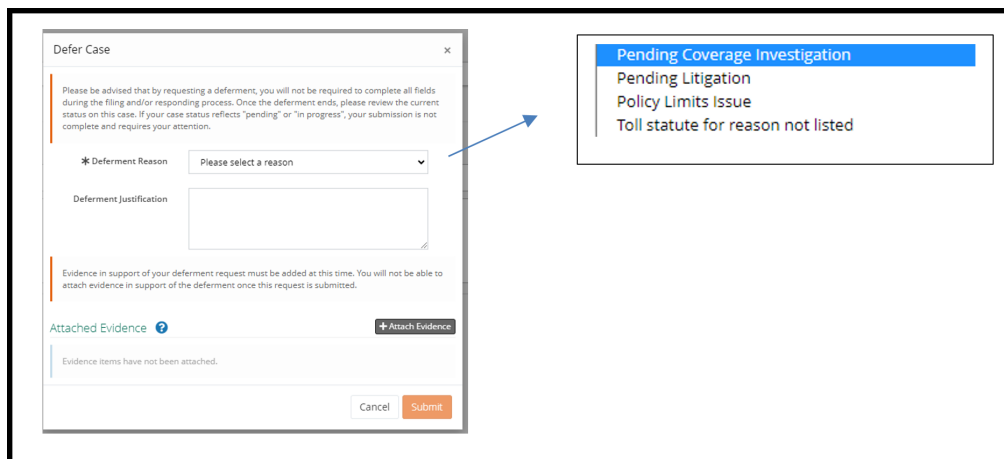 Defer Case ×
Please be advised that by requesting a deferment, you will not be required to complete all fields
during the filing and/or responding process. Once the deferment ends, please review the current
status on this case. If your case status reflects "pending" or "in progress", your submission is not
complete and requires your attention.
* Deferment Reason Please select a reason
Deferment Justification
Evidence in support of your deferment request must be added at this time. You will not be able to
attach evidence in support of the deferment once this request is submitted.
Attached Evidence ? + Attach Evidence
Evidence items have not been attached.
Cancel Submit
Pending Coverage Investigation
Pending Litigation
Policy Limits Issue
Toll statute for reason not listed